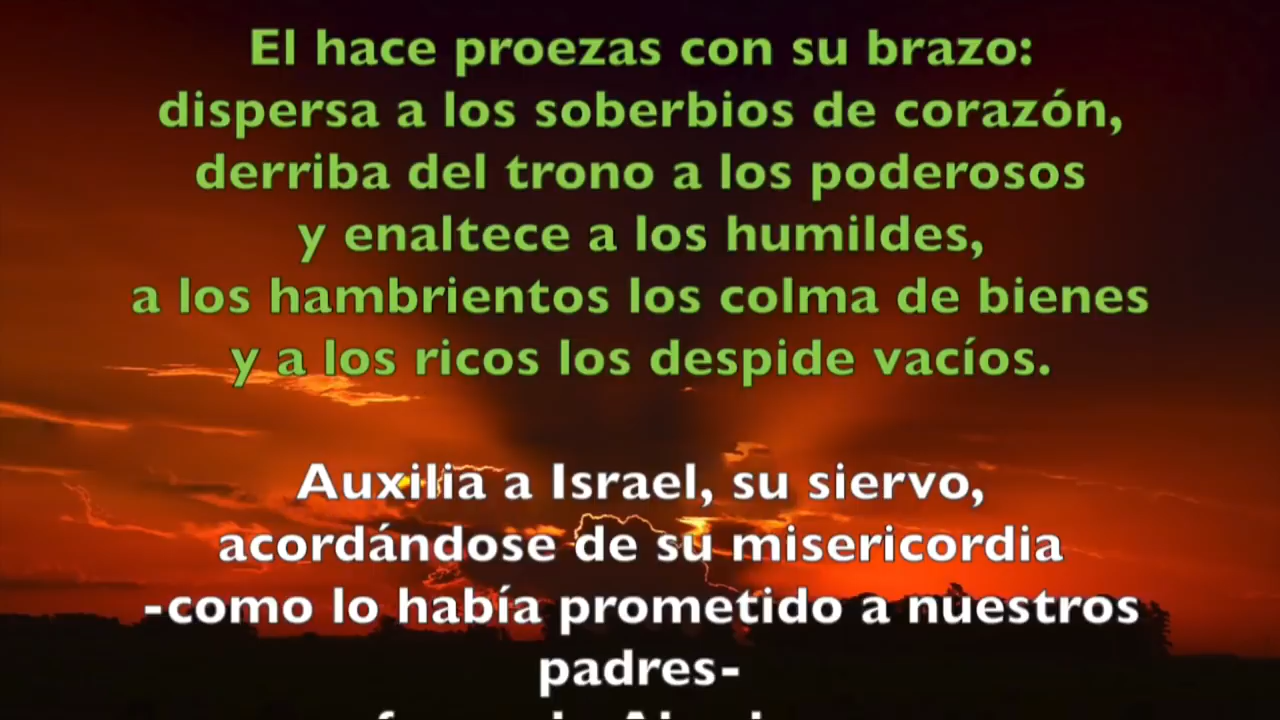 El hace proezas con su brazo:
dispersa a los soberbios de corazón,
derriba del trono a los poderosos
y enaltece a los humildes,
a los hambrientos los colma de bienes
y a los ricos los despide vacíos.
Auxilia a Israel, su siervo,
acordándose de su misericordia
-como lo había prometido a nuestros
padres-